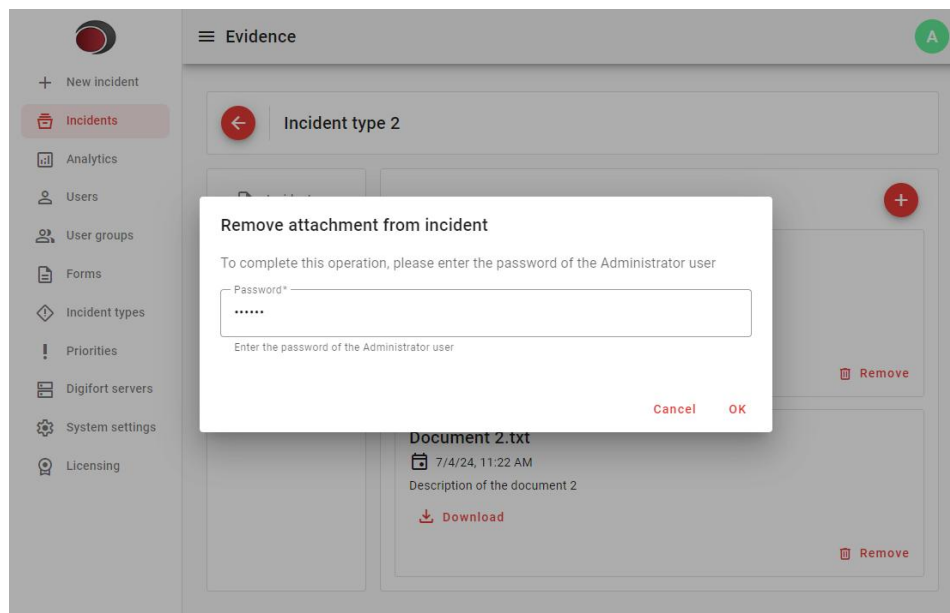 Evidence
A
New incident
Incidents
Analytics
Users
User groups
Forms
Incident types
Priorities
Digifort servers
System settings
Licensing
Incident type 2
Remove attachment from incident
To complete this operation, please enter the password of the Administrator user
Password*
••••••
Enter the password of the Administrator user
Cancel OK
Remove
Document 2.txt
7/4/24, 11:22 AM
Description of the document 2
Download
Remove